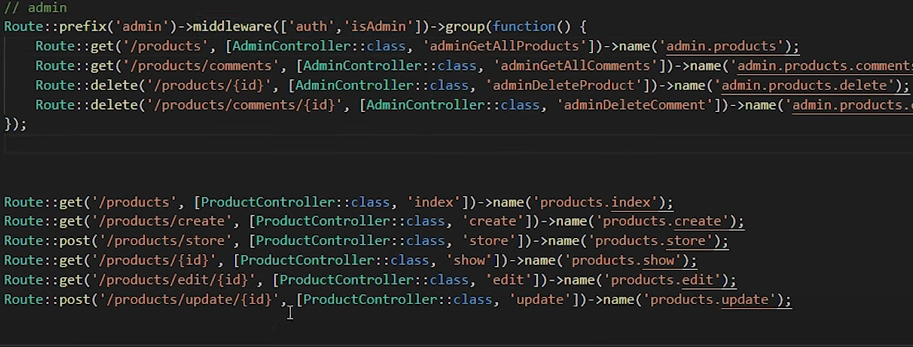 // admin
Route::prefix('admin')->middleware(['auth','isAdmin'])->group(function() {
Route::get('/products', [AdminController::class, 'adminGetAllProducts'])->name('admin.products');
Route::get('/products/comments', [AdminController::class, 'adminGetAllComments'])->name('admin.products.comments
Route::delete('/products/{id}', [AdminController::class, 'adminDeleteProduct'])->name('admin.products.delete');
Route::delete('/products/comments/{id}', [AdminController::class, 'adminDeleteComment'])->name('admin.products.
});
Route::get('/products', [ProductController::class, 'index'])->name('products.index');
Route::get('/products/create', [ProductController::class, 'create'])->name('products.create');
Route::post('/products/store', [ProductController::class, 'store'])->name('products.store');
Route::get('/products/{id}', [ProductController::class, 'show'])->name('products.show');
Route::get('/products/edit/{id}', [ProductController::class, 'edit'])->name('products.edit');
Route::post('/products/update/{id}', [ProductController::class, 'update'])->name('products.update');